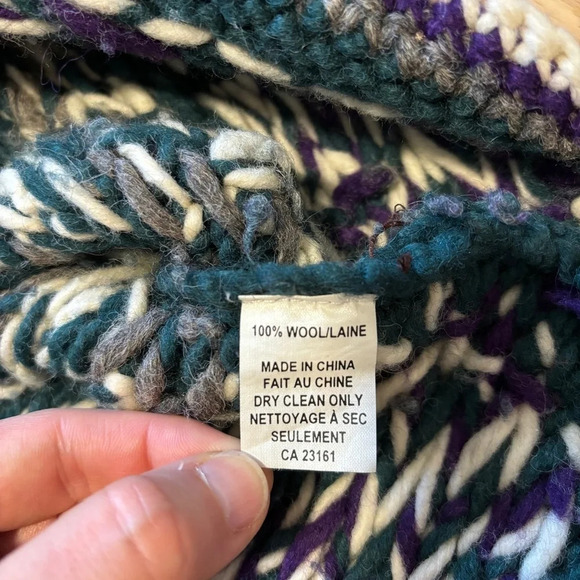 100% WOOL/LAINE
MADE IN CHINA
FAIT AU CHINE
DRY CLEAN ONLY
NETTOYAGE À SEC
SEULEMENT
CA 23161